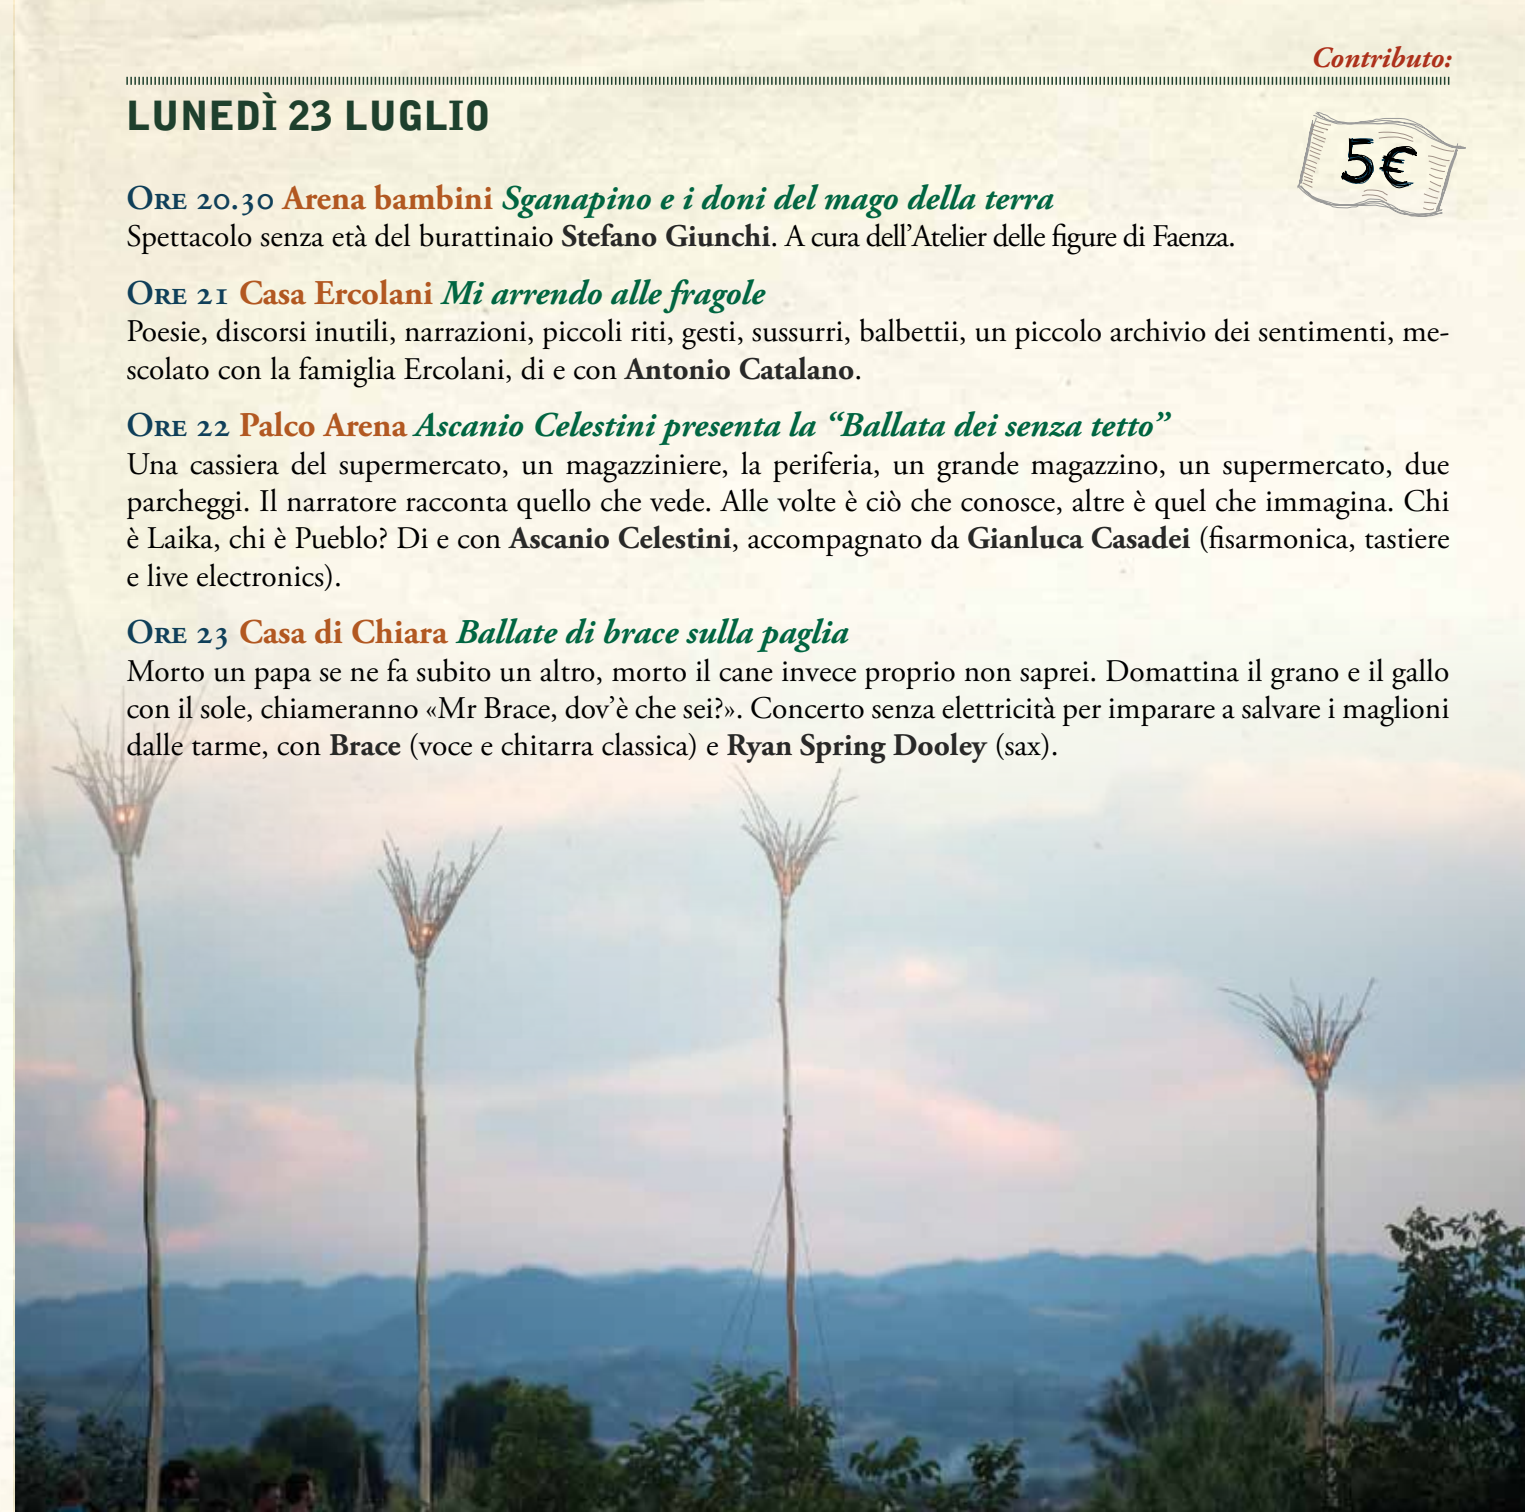 Contributo:
LUNEDÌ 23 LUGLIO
5€
Ore 20.30 Arena bambini Sganapino e i doni del mago della terra
Spettacolo senza età del burattinaio Stefano Giunchi. A cura dell'Atelier delle figure di Faenza.
Ore 21 Casa Ercolani Mi arrendo alle fragole
Poesie, discorsi inutili, narrazioni, piccoli riti, gesti, sussurri, balbettii, un piccolo archivio dei sentimenti, me-
scolato con la famiglia Ercolani, di e con Antonio Catalano.
Ore 22 Palco Arena Ascanio Celestini presenta la “Ballata dei senza tetto”
Una cassiera del supermercato, un magazziniere, la periferia, un grande magazzino, un supermercato, due
parcheggi. Il narratore racconta quello che vede. Alle volte è ciò che conosce, altre è quel che immagina. Chi
è Laika, chi è Pueblo? Di e con Ascanio Celestini, accompagnato da Gianluca Casadei (fisarmonica, tastiere
e live electronics).
Ore 23 Casa di Chiara Ballate di brace sulla paglia
Morto un papa se ne fa subito un altro, morto il cane invece proprio non saprei. Domattina il grano e il gallo
con il sole, chiameranno «Mr Brace, dov'è che sei?». Concerto senza elettricità per imparare a salvare i maglioni
dalle tarme, con Brace (voce e chitarra classica) e Ryan Spring Dooley (sax).